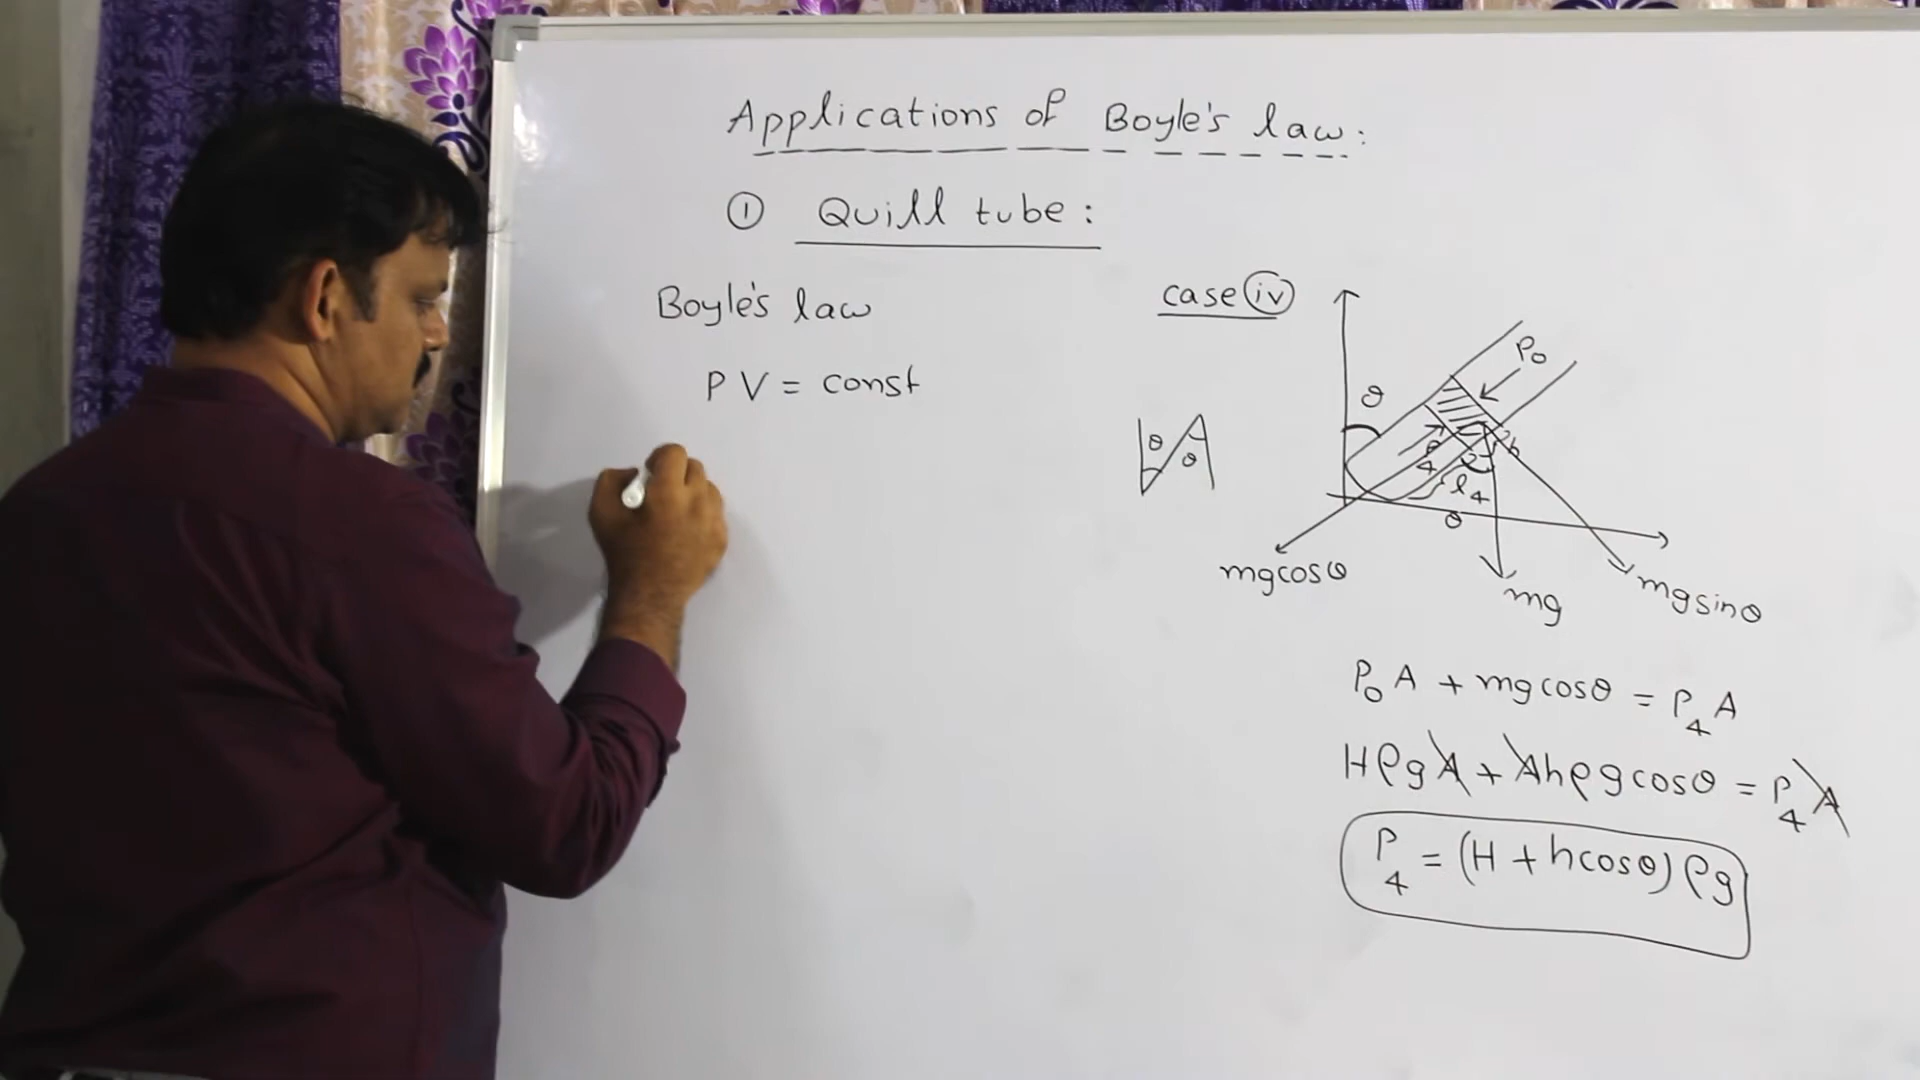 Applications of Boyle's law:
① Quill tube:
Boyle's law
PV = const
case (iv)
P₀
θ
θ
θ
P₄
h
l₄
θ
mgcosθ
mg
mgsinθ
P₀A + mgcosθ = P₄A
HρgA + Ahρgcosθ = P₄A
P₄ = (H + hcosθ)ρg